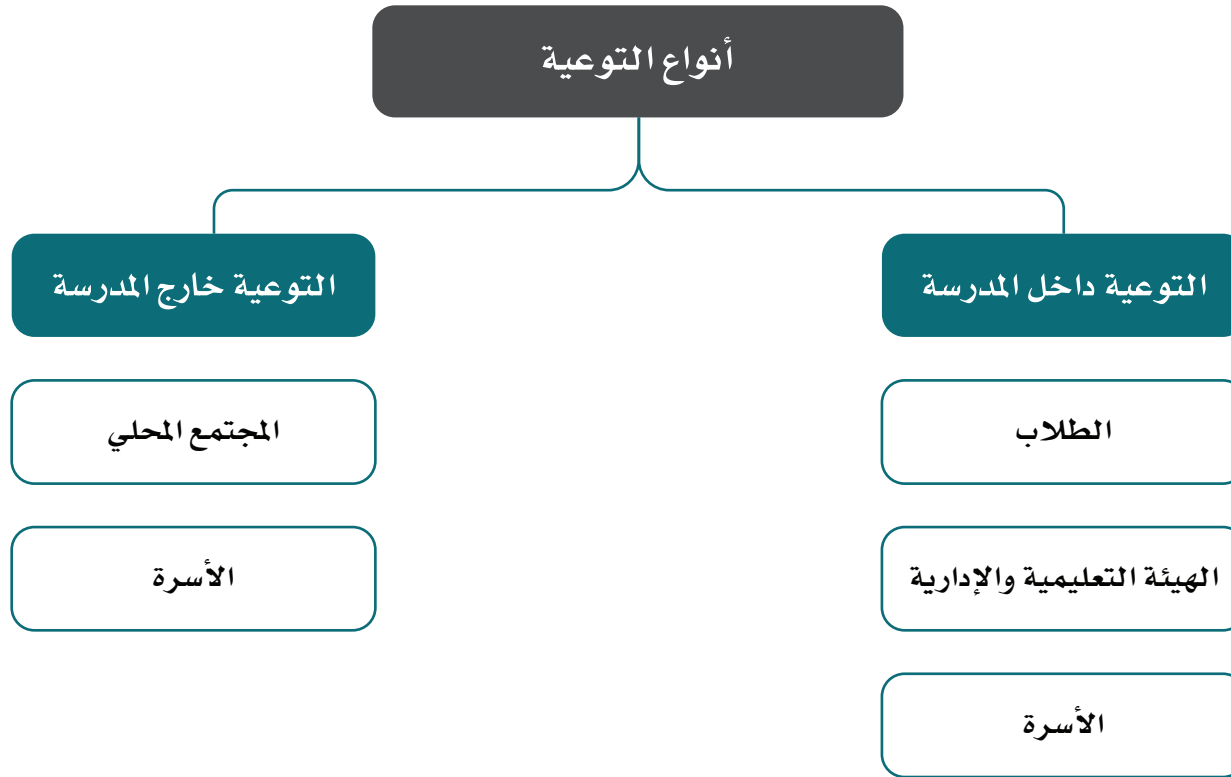 أنواع التوعية
التوعية داخل المدرسة
الطلاب
الهيئة التعليمية والإدارية
الأسرة
التوعية خارج المدرسة
المجتمع المحلي
الأسرة